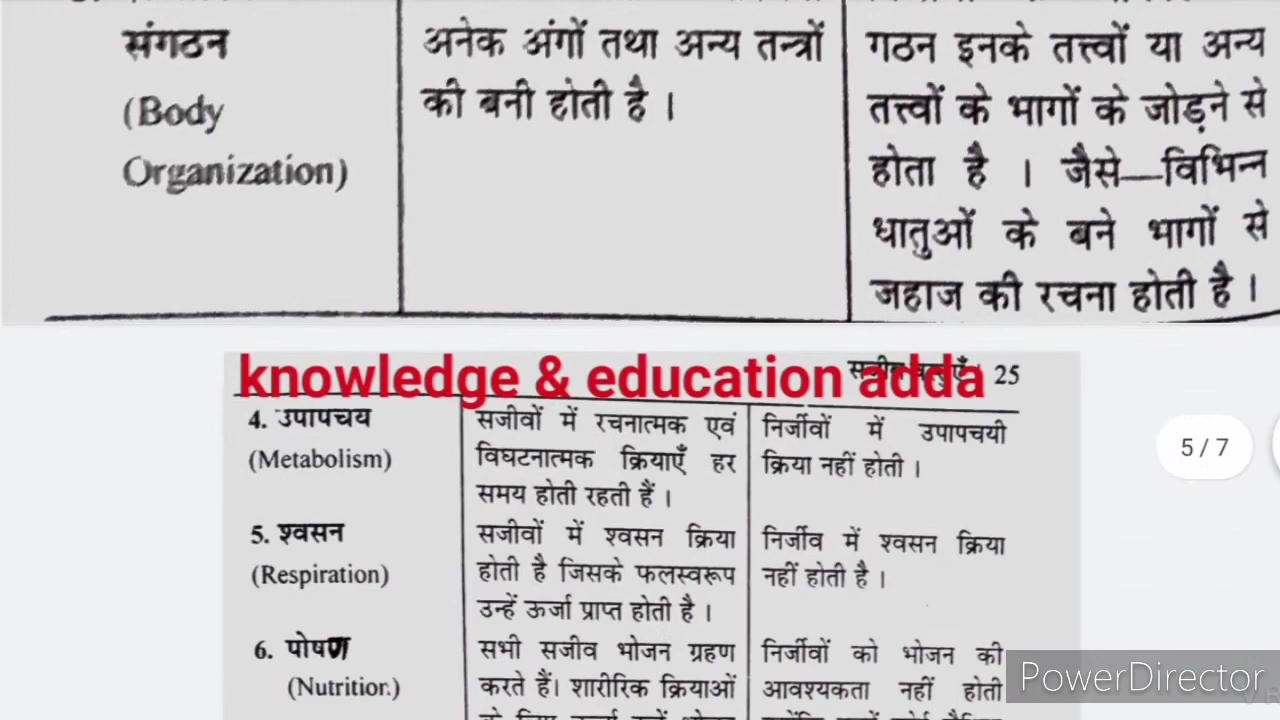 संगठन
(Body
Organization)
अनेक अंगों तथा अन्य तन्त्रों
की बनी होती है ।
गठन इनके तत्त्वों या अन्य
तत्त्वों के भागों के जोड़ने से
होता है । जैसे—विभिन्न
धातुओं के बने भागों से
जहाज की रचना होती है ।
knowledge & education adda
25
4. उपापचय
(Metabolism)
सजीवों में रचनात्मक एवं
विघटनात्मक क्रियाएँ हर
समय होती रहती हैं ।
निर्जीवों में उपापचयी
क्रिया नहीं होती ।
5. श्वसन
(Respiration)
सजीवों में श्वसन क्रिया
होती है जिसके फलस्वरूप
उन्हें ऊर्जा प्राप्त होती है ।
निर्जीव में श्वसन क्रिया
नहीं होती है ।
6. पोषण
(Nutrition)
सभी सजीव भोजन ग्रहण
करते हैं। शारीरिक क्रियाओं
निर्जीवों को भोजन की
आवश्यकता नहीं होती
5 / 7
PowerDirector